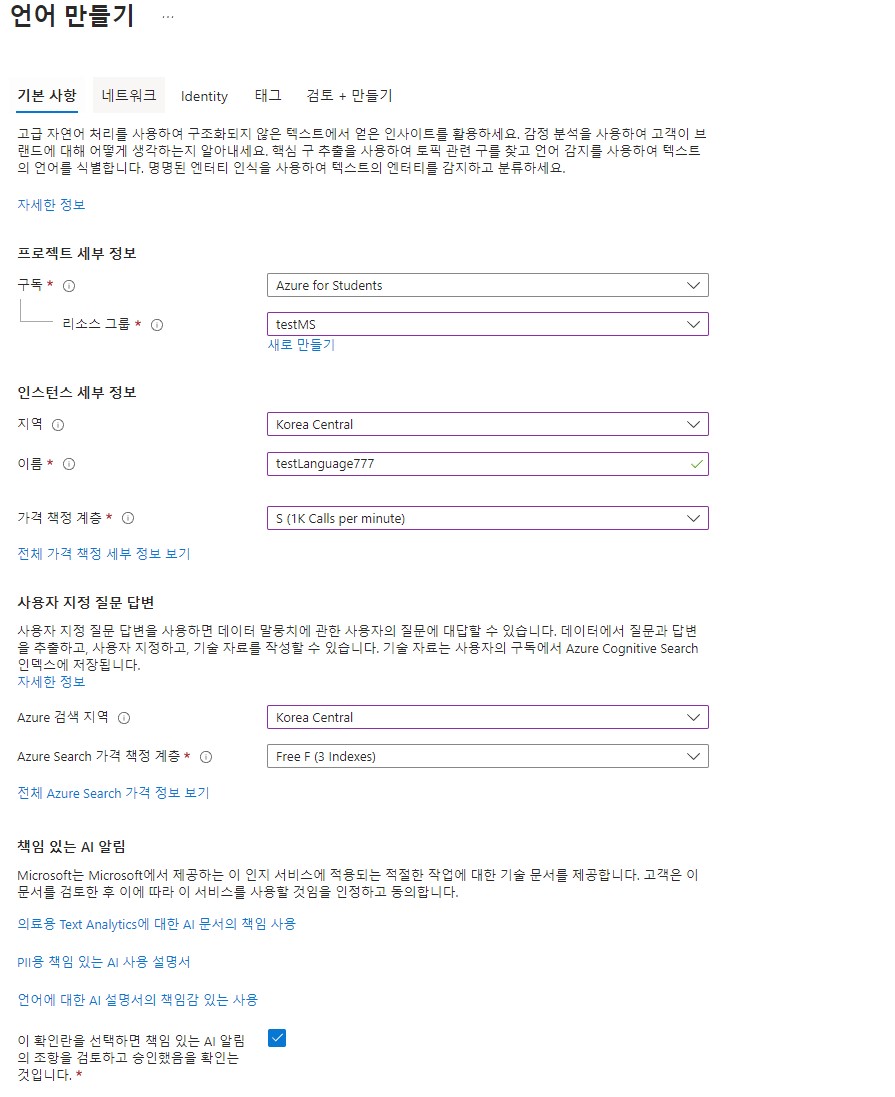 언어 만들기 ...
기본 사항 네트워크 Identity 태그 검토 + 만들기
고급 자연어 처리를 사용하여 구조화되지 않은 텍스트에서 얻은 인사이트를 활용하세요. 감정 분석을 사용하여 고객이 브
랜드에 대해 어떻게 생각하는지 알아내세요. 핵심 구 추출을 사용하여 토픽 관련 구를 찾고 언어 감지를 사용하여 텍스트
의 언어를 식별합니다. 명명된 엔터티 인식을 사용하여 텍스트의 엔터티를 감지하고 분류하세요.
자세한 정보
프로젝트 세부 정보
구독 * Azure for Students
리소스 그룹 * testMS
새로 만들기
인스턴스 세부 정보
지역 Korea Central
이름 * testLanguage777
가격 책정 계층 * S (1K Calls per minute)
전체 가격 책정 세부 정보 보기
사용자 지정 질문 답변
사용자 지정 질문 답변을 사용하면 데이터 말뭉치에 관한 사용자의 질문에 대답할 수 있습니다. 데이터에서 질문과 답변
을 추출하고, 사용자 지정하고, 기술 자료를 작성할 수 있습니다. 기술 자료는 사용자의 구독에서 Azure Cognitive Search
인덱스에 저장됩니다.
자세한 정보
Azure 검색 지역 Korea Central
Azure Search 가격 책정 계층 * Free F (3 Indexes)
전체 Azure Search 가격 정보 보기
책임 있는 AI 알림
Microsoft는 Microsoft에서 제공하는 이 인지 서비스에 적용되는 적절한 작업에 대한 기술 문서를 제공합니다. 고객은 이
문서를 검토한 후 이에 따라 이 서비스를 사용할 것임을 인정하고 동의합니다.
의료용 Text Analytics에 대한 AI 문서의 책임 사용
PII용 책임 있는 AI 사용 설명서
언어에 대한 AI 설명서의 책임감 있는 사용
이 확인란을 선택하면 책임 있는 AI 알림
의 조항을 검토하고 승인했음을 확인하는
것입니다. *